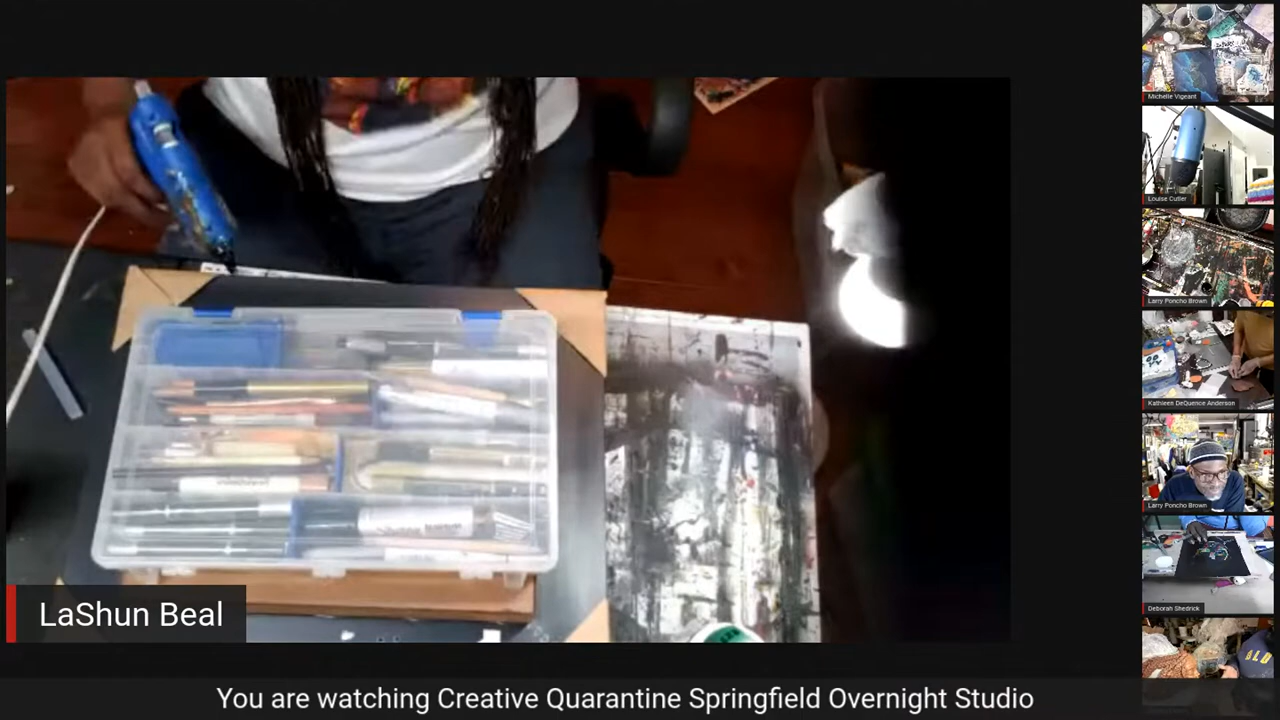 LaShun Beal
You are watching Creative Quarantine Springfield Overnight Studio
Michelle Vigeant
Louise Cutler
Larry Poncho Brown
Kathleen DeQuence Anderson
Larry Poncho Brown
Deborah Shedrick